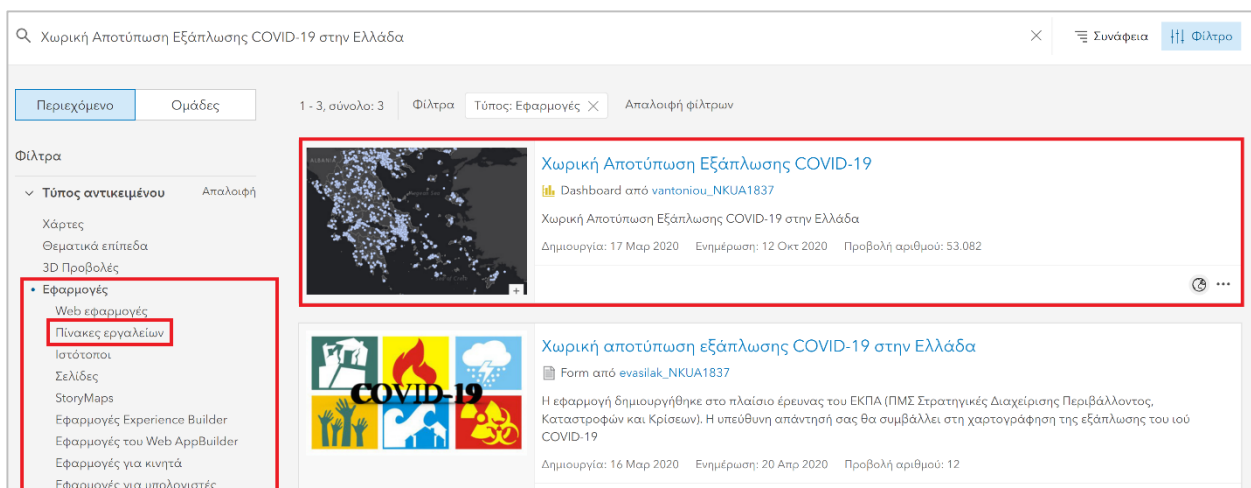 Χωρική Αποτύπωση Εξάπλωσης COVID-19 στην Ελλάδα
Συνάφεια
Φίλτρο
Περιεχόμενο
Ομάδες
1 - 3, σύνολο: 3
Φίλτρα
Τύπος: Εφαρμογές
Απαλοιφή φίλτρων
Φίλτρα
Τύπος αντικειμένου
Απαλοιφή
Χάρτες
Θεματικά επίπεδα
3D Προβολές
Εφαρμογές
Web εφαρμογές
Πίνακες εργαλείων
Ιστότοποι
Σελίδες
StoryMaps
Εφαρμογές Experience Builder
Εφαρμογές του Web AppBuilder
Εφαρμογές για κινητά
Εφαρμογές για υπολογιστές
Χωρική Αποτύπωση Εξάπλωσης COVID-19
Dashboard από vantoniou_NKUA1837
Χωρική Αποτύπωση Εξάπλωσης COVID-19 στην Ελλάδα
Δημιουργία: 17 Μαρ 2020 Ενημέρωση: 12 Οκτ 2020 Προβολή αριθμού: 53.082
COVID-19
Χωρική αποτύπωση εξάπλωσης COVID-19 στην Ελλάδα
Form από evasilak_NKUA1837
Η εφαρμογή δημιουργήθηκε στο πλαίσιο έρευνας του ΕΚΠΑ (ΠΜΣ Στρατηγικές Διαχείρισης Περιβάλλοντος,
Καταστροφών και Κρίσεων). Η υπεύθυνη απάντησή σας θα συμβάλλει στη χαρτογράφηση της εξάπλωσης του ιού
COVID-19
Δημιουργία: 16 Μαρ 2020 Ενημέρωση: 20 Απρ 2020 Προβολή αριθμού: 12